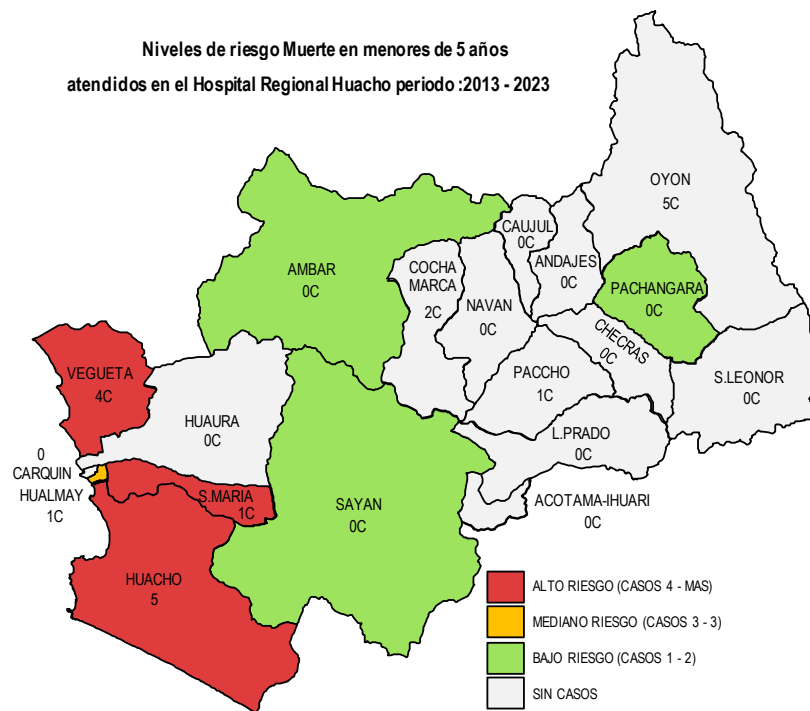 Niveles de riesgo Muerte en menores de 5 años
atendidos en el Hospital Regional Huacho periodo :2013 - 2023
OYON
5C
CAUJUL
0C
ANDAJES
0C
AMBAR
0C
COCHA
MARCA
2C
NAVAN
0C
PACHANGARA
0C
CHECRAS
0C
VEGUETA
4C
PACCHO
1C
S.LEONOR
0C
HUAURA
0C
L.PRADO
0C
0
CARQUIN
HUALMAY
1C
S.MARIA
1C
SAYAN
0C
ACOTAMA-IHUARI
0C
HUACHO
5
ALTO RIESGO (CASOS 4 - MAS)
MEDIANO RIESGO (CASOS 3 - 3)
BAJO RIESGO (CASOS 1 - 2)
SIN CASOS